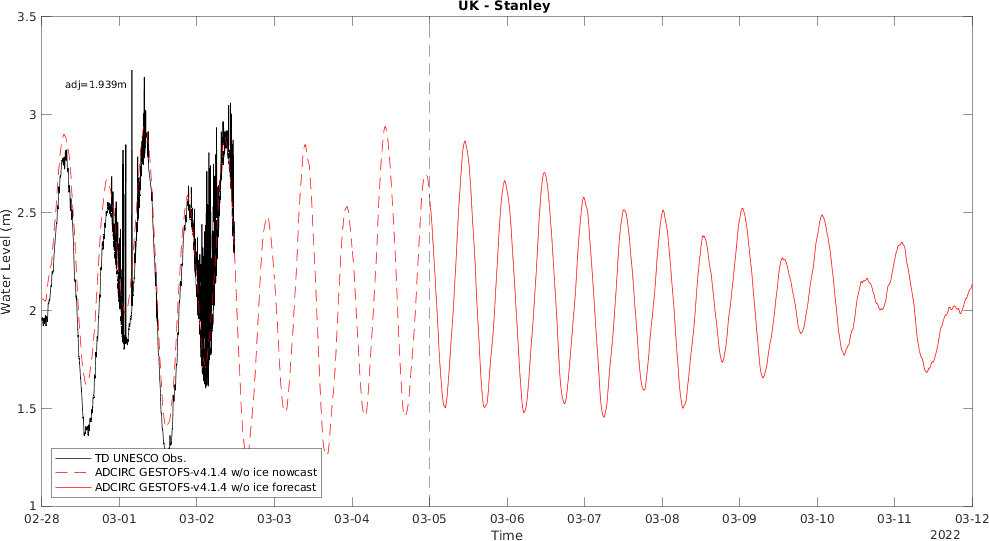 UK - Stanley
3.5
3
2.5
2
1.5
1
Water Level (m)
adj=1.939m
TD UNESCO Obs.
ADCIRC GESTOFS-v4.1.4 w/o ice nowcast
ADCIRC GESTOFS-v4.1.4 w/o ice forecast
02-28 03-01 03-02 03-03 03-04 03-05 03-06 03-07 03-08 03-09 03-10 03-11 03-12
Time
2022